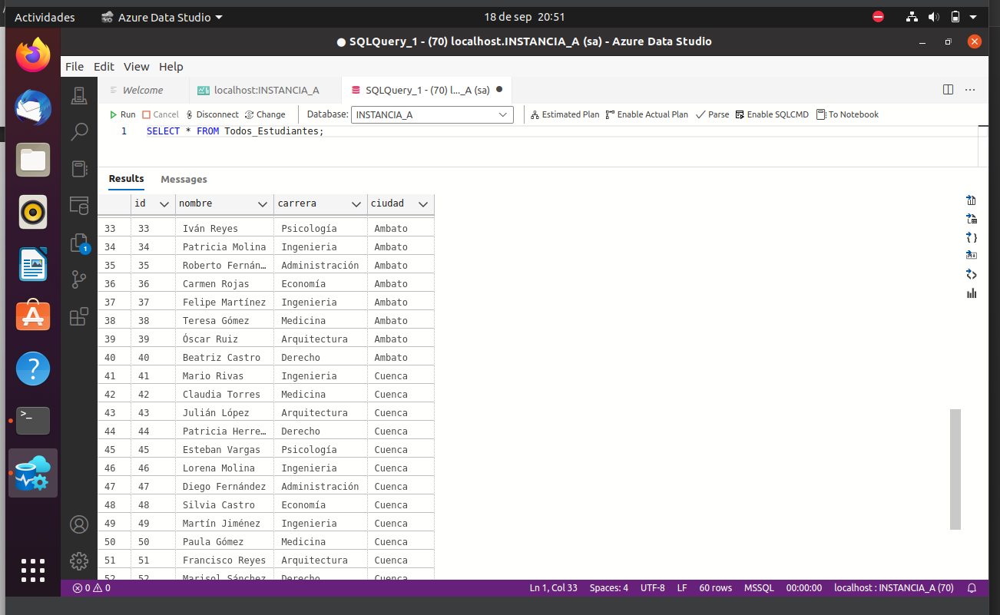 Actividades Azure Data Studio 18 de sep 20:51
SQLQuery_1 - (70) localhost.INSTANCIA_A (sa) - Azure Data Studio
File Edit View Help
Welcome localhost:INSTANCIA_A SQLQuery_1 - (70) l..._A (sa)
Run Cancel Disconnect Change Database: INSTANCIA_A Estimated Plan Enable Actual Plan Parse Enable SQLCMD To Notebook
1 SELECT * FROM Todos_Estudiantes;
Results Messages
id nombre carrera ciudad
33 33 Iván Reyes Psicología Ambato
34 34 Patricia Molina Ingenieria Ambato
35 35 Roberto Fernán… Administración Ambato
36 36 Carmen Rojas Economía Ambato
37 37 Felipe Martínez Ingenieria Ambato
38 38 Teresa Gómez Medicina Ambato
39 39 Óscar Ruiz Arquitectura Ambato
40 40 Beatriz Castro Derecho Ambato
41 41 Mario Rivas Ingenieria Cuenca
42 42 Claudia Torres Medicina Cuenca
43 43 Julián López Arquitectura Cuenca
44 44 Patricia Herre… Derecho Cuenca
45 45 Esteban Vargas Psicología Cuenca
46 46 Lorena Molina Ingenieria Cuenca
47 47 Diego Fernández Administración Cuenca
48 48 Silvia Castro Economía Cuenca
49 49 Martín Jiménez Ingenieria Cuenca
50 50 Paula Gómez Medicina Cuenca
51 51 Francisco Reyes Arquitectura Cuenca
52 52 Marisol Sánchez Derecho Cuenca
1
0 0 Ln 1, Col 33 Spaces: 4 UTF-8 LF 60 rows MSSQL 00:00:00 localhost : INSTANCIA_A (70)